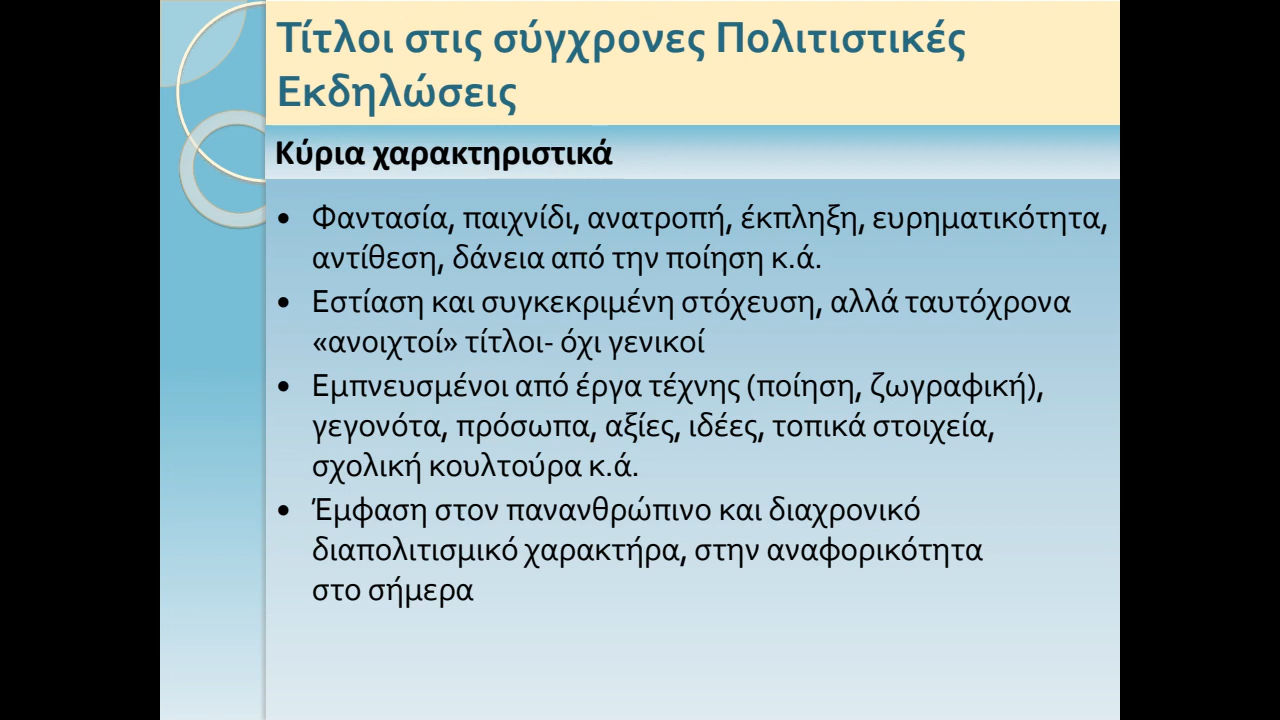 Τίτλοι στις σύγχρονες Πολιτιστικές
Εκδηλώσεις
Κύρια χαρακτηριστικά
• Φαντασία, παιχνίδι, ανατροπή, έκπληξη, ευρηματικότητα,
αντίθεση, δάνεια από την ποίηση κ.ά.
• Εστίαση και συγκεκριμένη στόχευση, αλλά ταυτόχρονα
«ανοιχτοί» τίτλοι- όχι γενικοί
• Εμπνευσμένοι από έργα τέχνης (ποίηση, ζωγραφική),
γεγονότα, πρόσωπα, αξίες, ιδέες, τοπικά στοιχεία,
σχολική κουλτούρα κ.ά.
• Έμφαση στον πανανθρώπινο και διαχρονικό
διαπολιτισμικό χαρακτήρα, στην αναφορικότητα
στο σήμερα